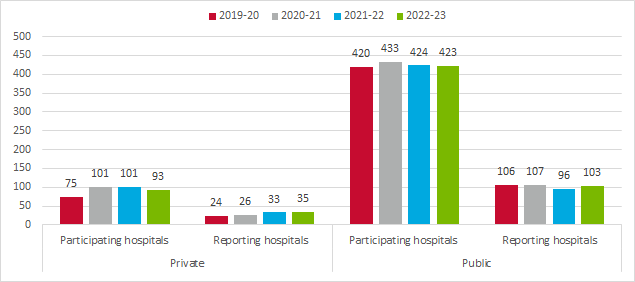 2019-20 2020-21 2021-22 2022-23
500
450
400
350
300
250
200
150
100
50
0
75 101 101 93
24 26 33 35
420 433 424 423
106 107 96 103
Participating hospitals Reporting hospitals Participating hospitals Reporting hospitals
Private Public